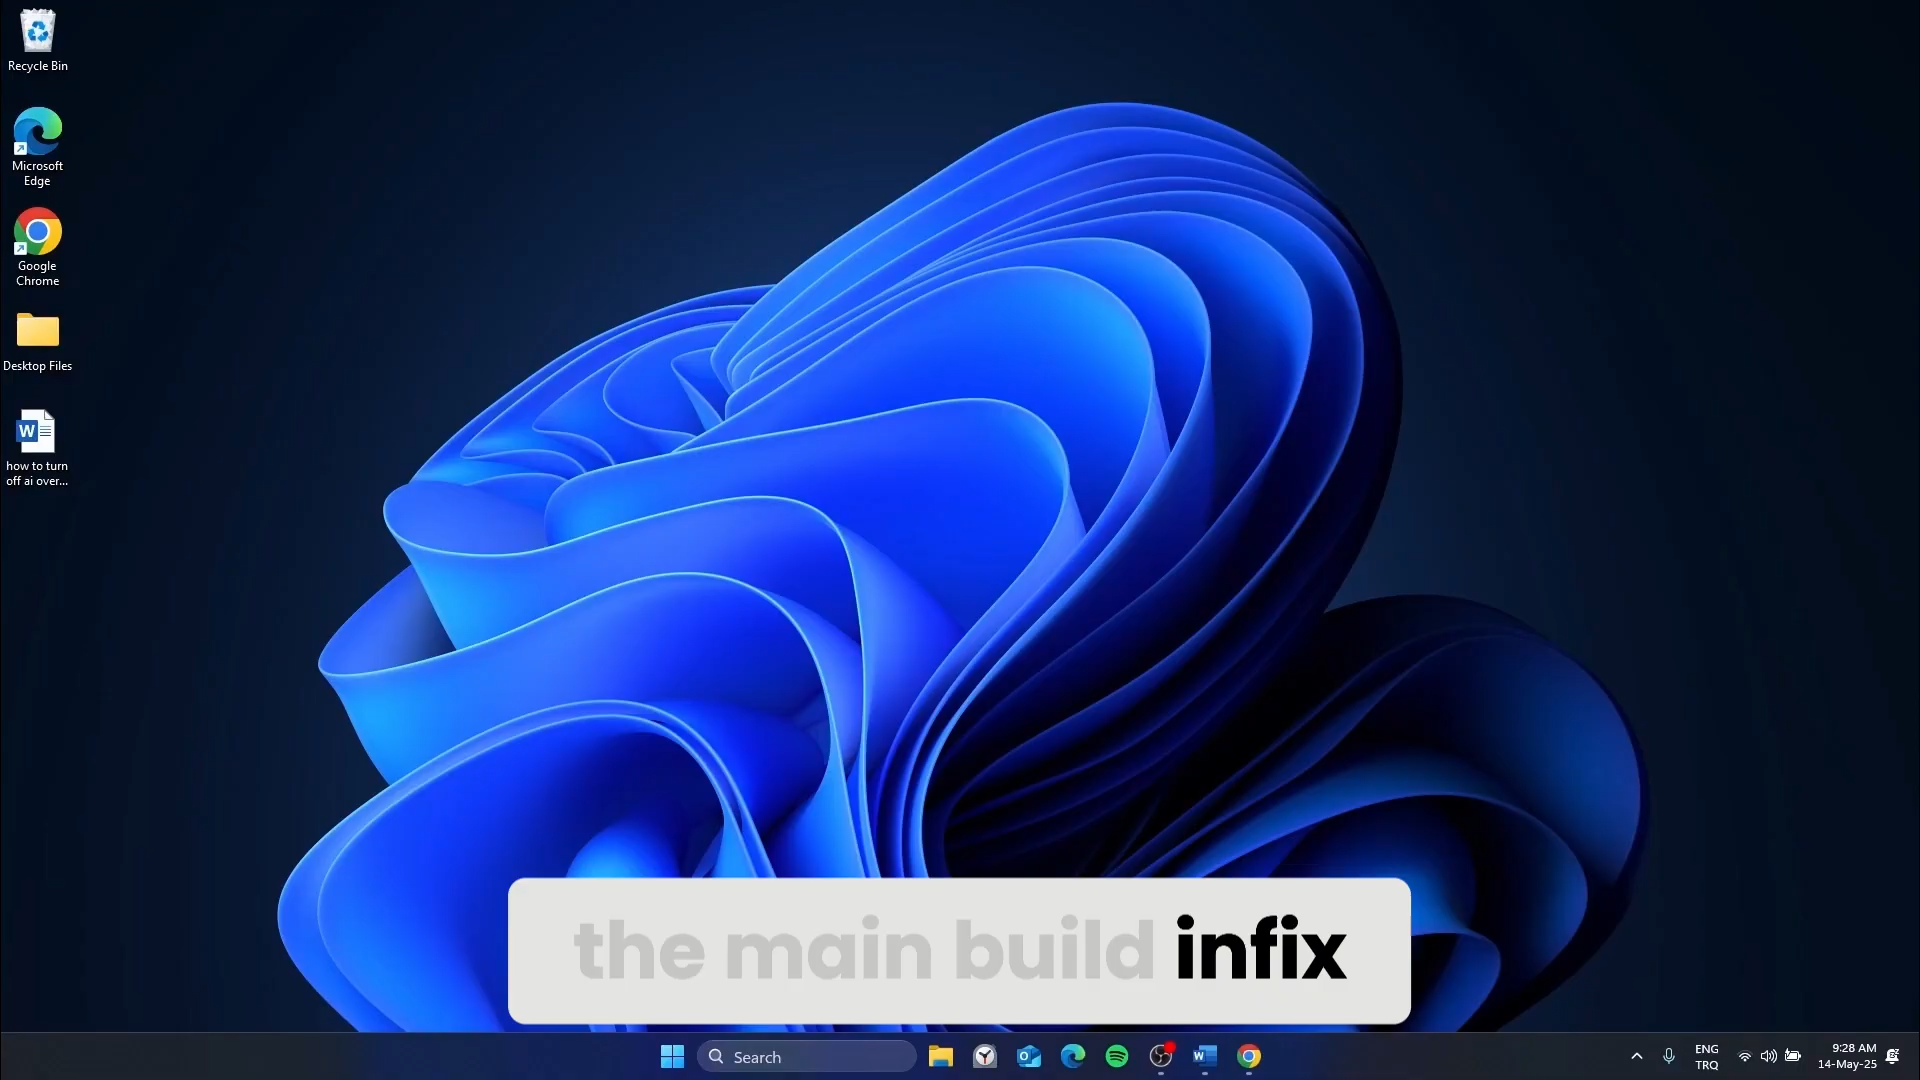 Recycle Bin
Microsoft
Edge
Google
Chrome
Desktop Files
W
how to turn
off ai over...
the main build infix
Search
W
ENG
TRQ
9:28 AM
14-May-25